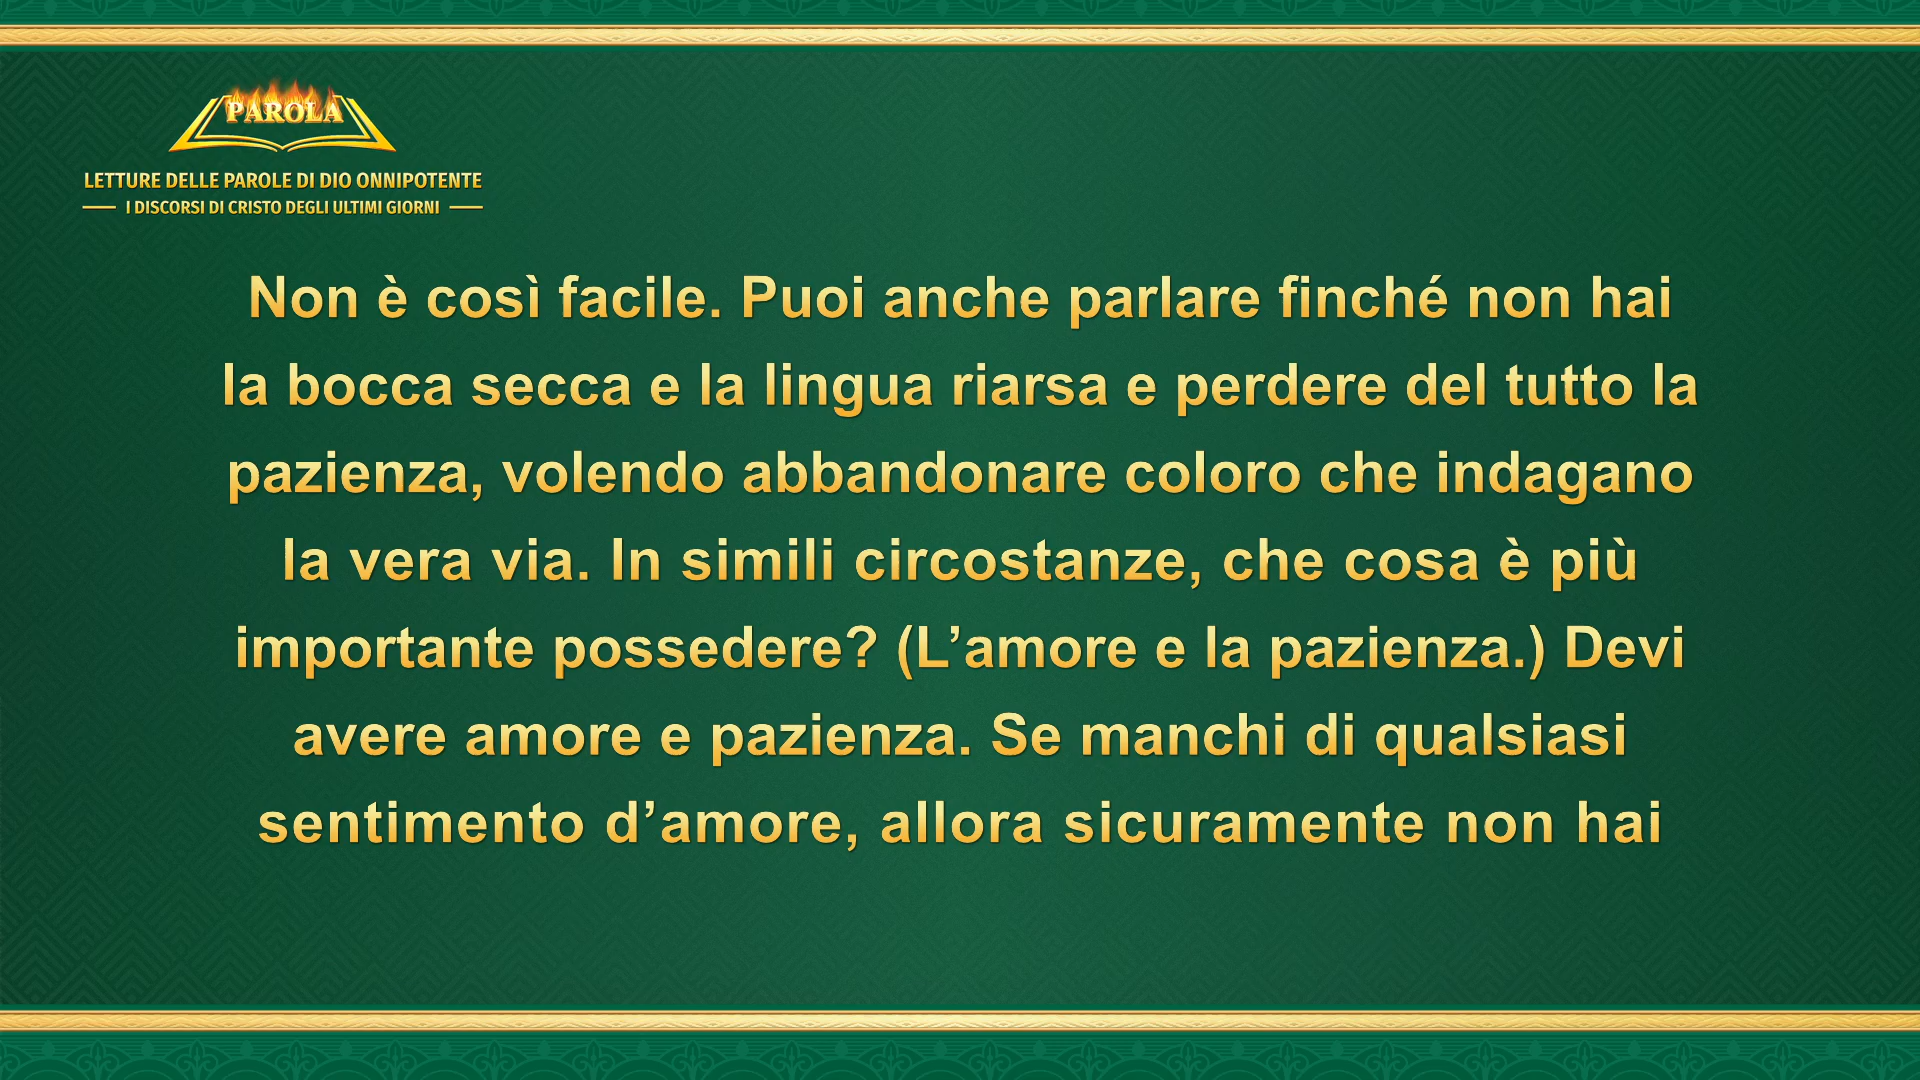 PAROLA
LETTURE DELLE PAROLE DI DIO ONNIPOTENTE
I DISCORSI DI CRISTO DEGLI ULTIMI GIORNI
Non è così facile. Puoi anche parlare finché non hai
la bocca secca e la lingua riarsa e perdere del tutto la
pazienza, volendo abbandonare coloro che indagano
la vera via. In simili circostanze, che cosa è più
importante possedere? (L’amore e la pazienza.) Devi
avere amore e pazienza. Se manchi di qualsiasi
sentimento d’amore, allora sicuramente non hai